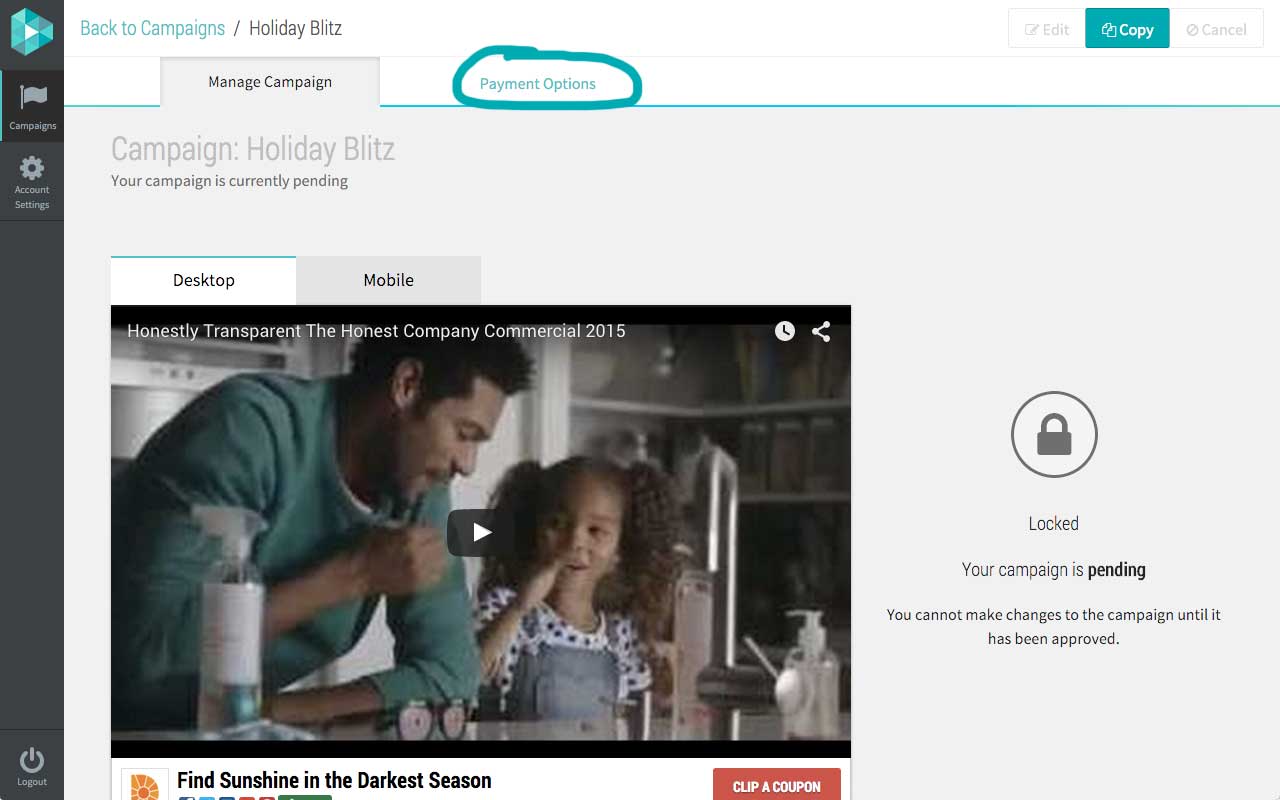 Back to Campaigns / Holiday Blitz
Edit
Copy
Cancel
Manage Campaign
Payment Options
Campaigns
Account
Settings
Campaign: Holiday Blitz
Your campaign is currently pending
Desktop
Mobile
Honestly Transparent The Honest Company Commercial 2015
Locked
Your campaign is pending
You cannot make changes to the campaign until it
has been approved.
Logout
Find Sunshine in the Darkest Season
CLIP A COUPON